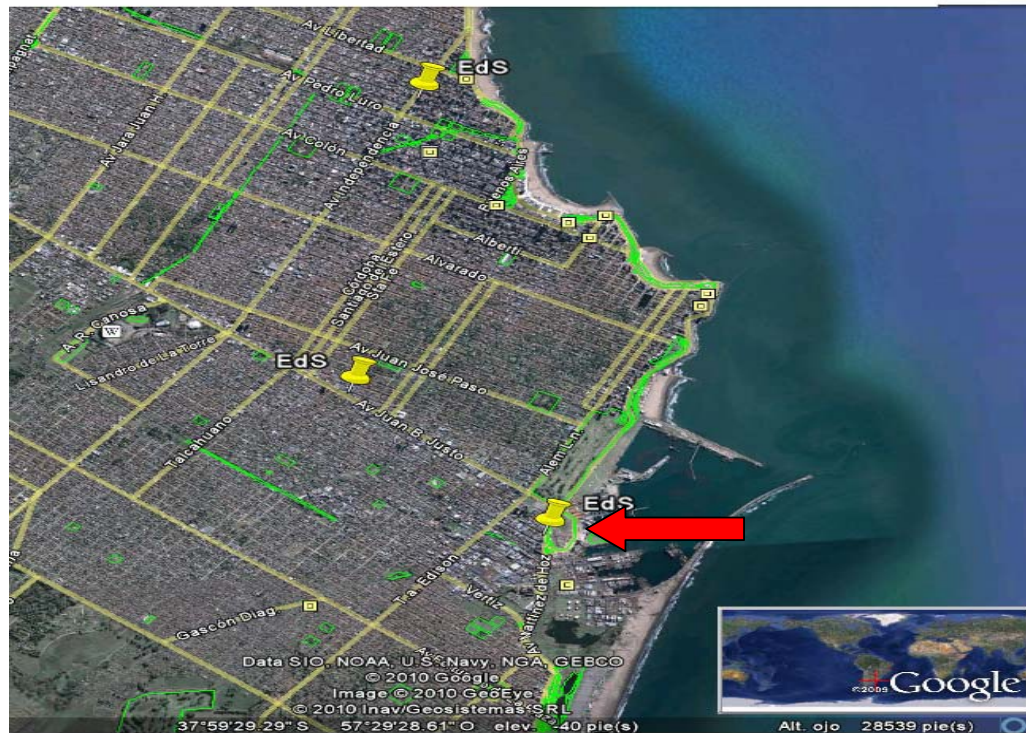 Av Libertad
EdS
Av Pedro Luro
Av Colón
Av Jara Juan H
Av Independencia
Buenos Aires
Alberti
Alvarado
Córdoba
Santiago del Estero
Santa Fe
A. R. Canosa
Lisandro de La Torre
EdS
Av Juan José Paso
Av Juan B. Justo
Talcahuano
Alem L.n.
EdS
Tra. Edison
Vertiz
Av Martínez de Hoz
Gascón Diag
Data SIO, NOAA, U.S. Navy, NGA, GEBCO
© 2010 Google
Image © 2010 GeoEye
© 2010 Inav/Geosistemas SRL
©2009 Google
37°59'29.29" S 57°29'28.61" O elev. -40 pie(s) Alt. ojo 28539 pie(s)